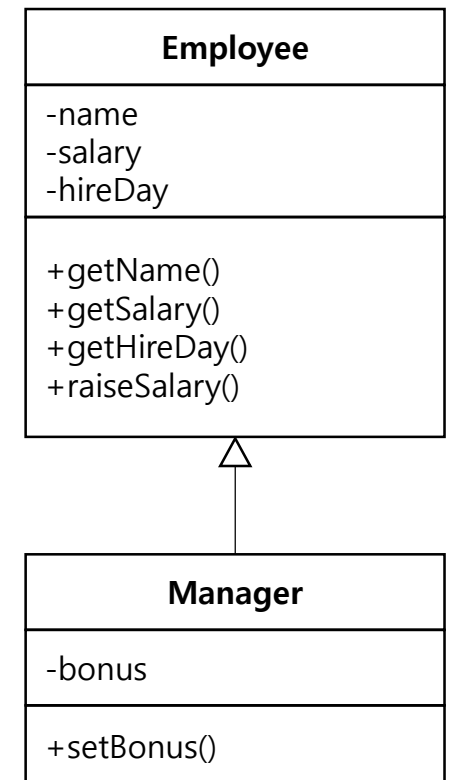 Employee
-name
-salary
-hireDay
+getName()
+getSalary()
+getHireDay()
+raiseSalary()
Manager
-bonus
+setBonus()